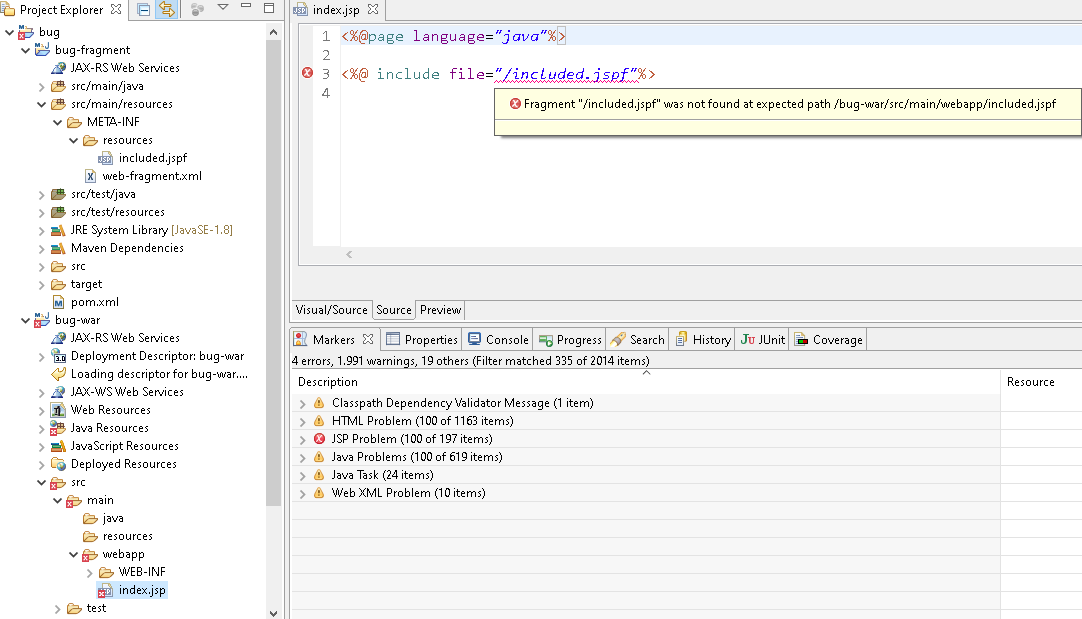 Project Explorer
bug
bug-fragment
JAX-RS Web Services
src/main/java
src/main/resources
META-INF
resources
included.jspf
web-fragment.xml
src/test/java
src/test/resources
JRE System Library [JavaSE-1.8]
Maven Dependencies
src
target
pom.xml
bug-war
JAX-RS Web Services
Deployment Descriptor: bug-war
Loading descriptor for bug-war....
JAX-WS Web Services
Web Resources
Java Resources
JavaScript Resources
Deployed Resources
src
main
java
resources
webapp
WEB-INF
index.jsp
test
index.jsp
1 <%@page language="java"%>
2
3 <%@ include file="/included.jspf"%>
4
Fragment "/included.jspf" was not found at expected path /bug-war/src/main/webapp/included.jspf
Visual/Source Source Preview
Markers Properties Console Progress Search History JUnit Coverage
4 errors, 1.991 warnings, 19 others (Filter matched 335 of 2014 items)
Description Resource
Classpath Dependency Validator Message (1 item)
HTML Problem (100 of 1163 items)
JSP Problem (100 of 197 items)
Java Problems (100 of 619 items)
Java Task (24 items)
Web XML Problem (10 items)